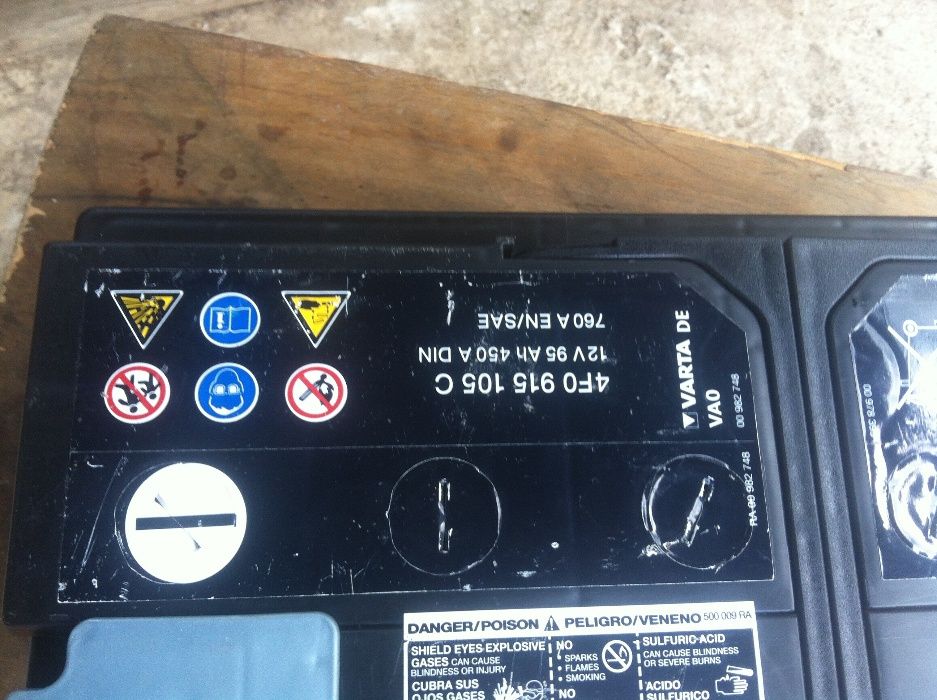 4F0 915 105 C
12V 95 Ah 450 A DIN
760 A EN/SAE
VARTA DE
VA0
00 982 748
RA 00 982 748
DANGER/POISON PELIGRO/VENENO 500 009 RA
SHIELD EYES EXPLOSIVE
GASES CAN CAUSE
BLINDNESS OR INJURY
CUBRA SUS
OJOS GASES
NO
• SPARKS
• FLAMES
• SMOKING
NO
SULFURIC ACID
CAN CAUSE BLINDNESS
OR SEVERE BURNS
ACIDO
SULFURICO